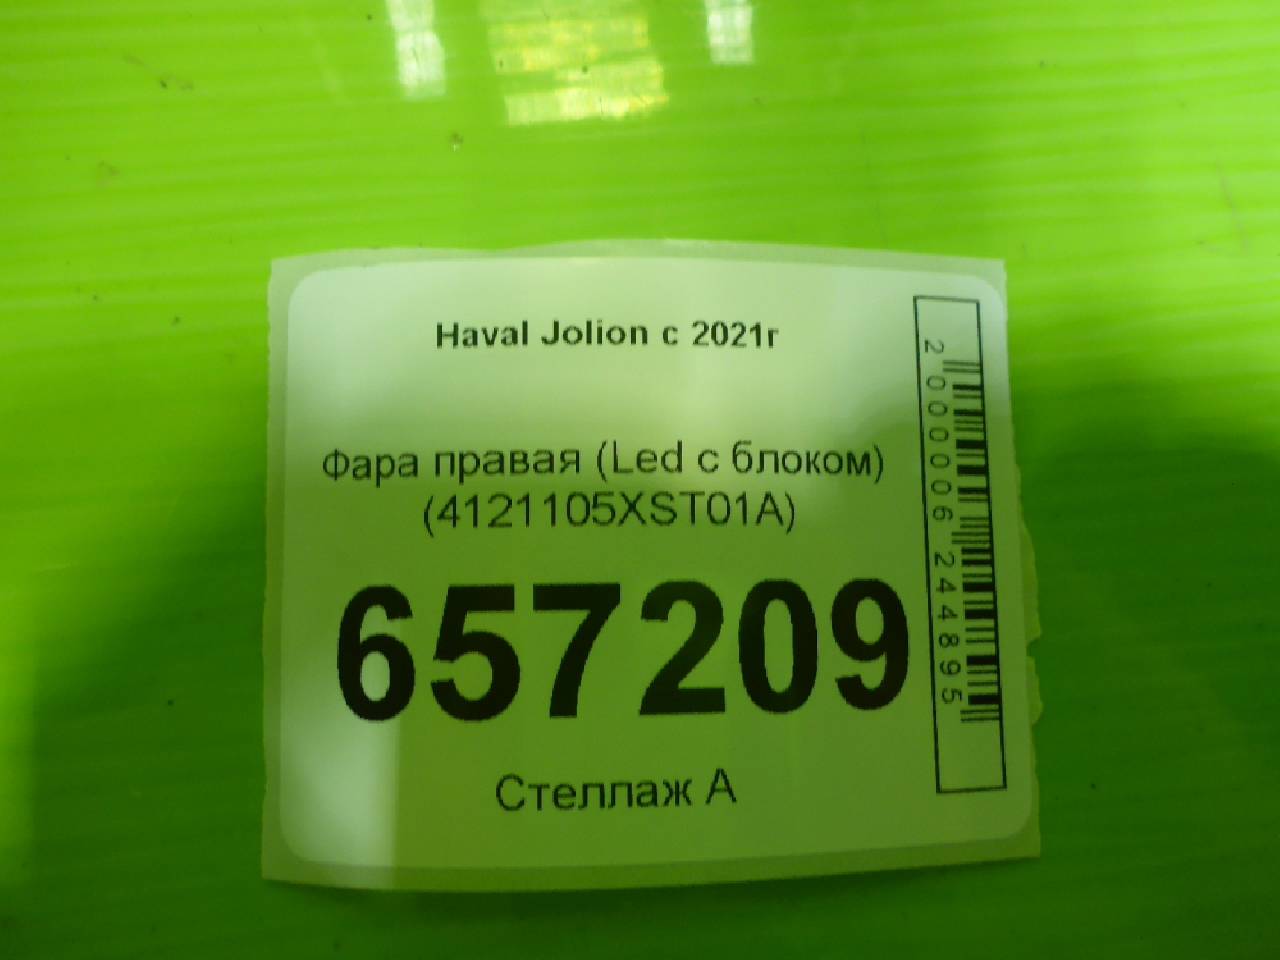 Haval Jolion с 2021г
Фара правая (Led с блоком)
(4121105XST01A)
657209
Стеллаж А
2000006244895